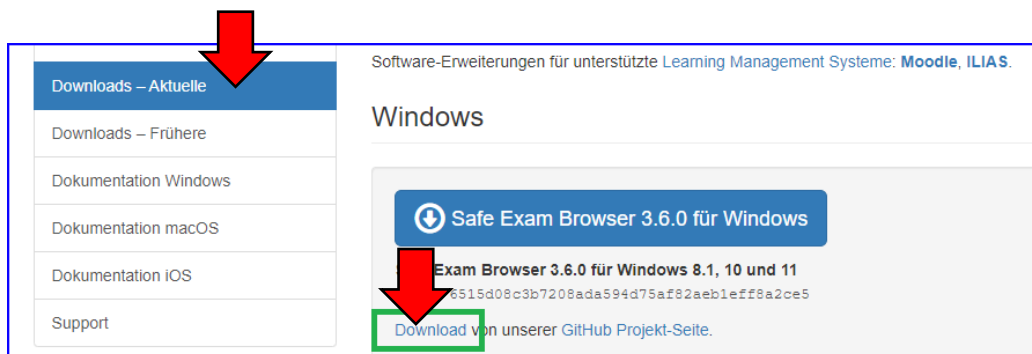 Downloads – Aktuelle
Downloads – Frühere
Dokumentation Windows
Dokumentation macOS
Dokumentation iOS
Support
Software-Erweiterungen für unterstützte Learning Management Systeme: Moodle, ILIAS.
Windows
Safe Exam Browser 3.6.0 für Windows
Exam Browser 3.6.0 für Windows 8.1, 10 und 11
6515d08c3b7208ada594d75af82aeb1eff8a2ce5
Download von unserer GitHub Projekt-Seite.